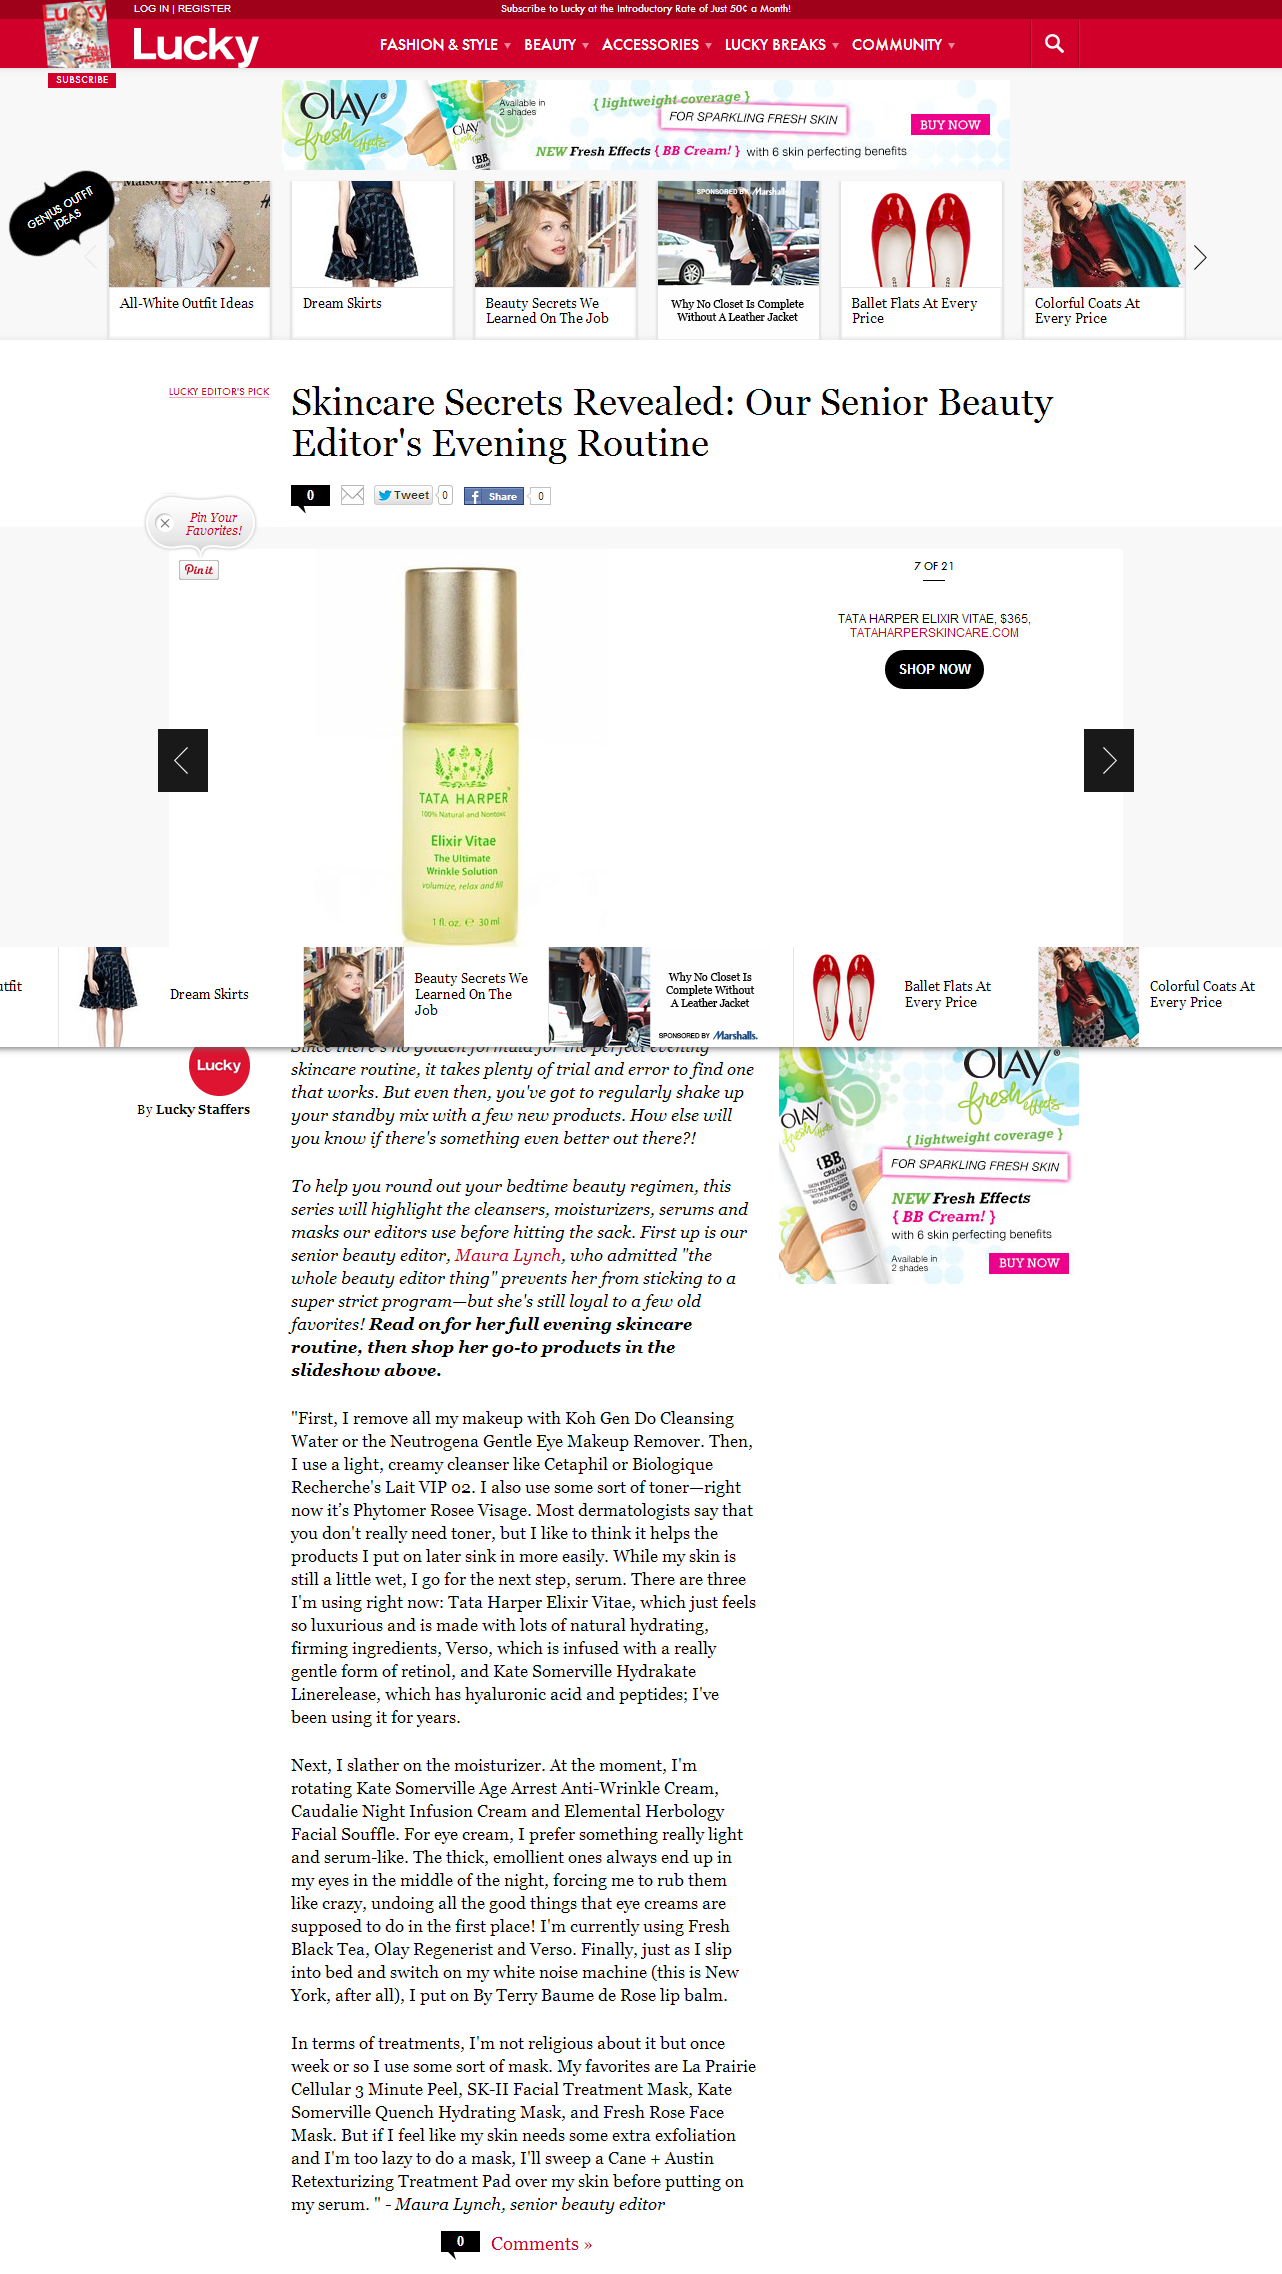 LOG IN | REGISTER
Subscribe to Lucky at the Introductory Rate of Just 50¢ a Month!
Lucky
Lucky
FASHION & STYLE
BEAUTY
ACCESSORIES
LUCKY BREAKS
COMMUNITY
SUBSCRIBE
OLAY®
fresh effects
OLAY
{BB
Available in
2 shades
{ lightweight coverage }
FOR SPARKLING FRESH SKIN
NEW Fresh Effects { BB Cream! } with 6 skin perfecting benefits
BUY NOW
GENIUS OUTFIT
IDEAS
SPONSORED BY Marshalls.
All-White Outfit Ideas
Dream Skirts
Beauty Secrets We
Learned On The Job
Why No Closet Is Complete
Without A Leather Jacket
Ballet Flats At Every
Price
Colorful Coats At
Every Price
LUCKY EDITOR'S PICK
Skincare Secrets Revealed: Our Senior Beauty
Editor's Evening Routine
0
Tweet
0
Share
0
Pin Your
Favorites!
Pin it
7 OF 21
TATA HARPER ELIXIR VITAE, $365,
TATAHARPERSKINCARE.COM
SHOP NOW
TATA HARPER
100% Natural and Nontoxic
Elixir Vitae
The Ultimate
Wrinkle Solution
volumize, relax and fill
1 fl. oz. ℮ 30 ml
utfit
Dream Skirts
Beauty Secrets We
Learned On The
Job
Why No Closet Is
Complete Without
A Leather Jacket
SPONSORED BY Marshalls.
Ballet Flats At
Every Price
Colorful Coats At
Every Price
Lucky
By Lucky Staffers
Since there's no golden formula for the perfect evening
skincare routine, it takes plenty of trial and error to find one
that works. But even then, you've got to regularly shake up
your standby mix with a few new products. How else will
you know if there's something even better out there?!
To help you round out your bedtime beauty regimen, this
series will highlight the cleansers, moisturizers, serums and
masks our editors use before hitting the sack. First up is our
senior beauty editor, Maura Lynch, who admitted "the
whole beauty editor thing" prevents her from sticking to a
super strict program—but she's still loyal to a few old
favorites! Read on for her full evening skincare
routine, then shop her go-to products in the
slideshow above.
OLAY®
fresh effects
OLAY
fresh effects
{BB
CREAM}
{ lightweight coverage }
FOR SPARKLING FRESH SKIN
NEW Fresh Effects
{ BB Cream! }
with 6 skin perfecting benefits
Available in
2 shades
BUY NOW
"First, I remove all my makeup with Koh Gen Do Cleansing
Water or the Neutrogena Gentle Eye Makeup Remover. Then,
I use a light, creamy cleanser like Cetaphil or Biologique
Recherche's Lait VIP 02. I also use some sort of toner—right
now it's Phytomer Rosee Visage. Most dermatologists say that
you don't really need toner, but I like to think it helps the
products I put on later sink in more easily. While my skin is
still a little wet, I go for the next step, serum. There are three
I'm using right now: Tata Harper Elixir Vitae, which just feels
so luxurious and is made with lots of natural hydrating,
firming ingredients, Verso, which is infused with a really
gentle form of retinol, and Kate Somerville Hydrakate
Linerelease, which has hyaluronic acid and peptides; I've
been using it for years.
Next, I slather on the moisturizer. At the moment, I'm
rotating Kate Somerville Age Arrest Anti-Wrinkle Cream,
Caudalie Night Infusion Cream and Elemental Herbology
Facial Souffle. For eye cream, I prefer something really light
and serum-like. The thick, emollient ones always end up in
my eyes in the middle of the night, forcing me to rub them
like crazy, undoing all the good things that eye creams are
supposed to do in the first place! I'm currently using Fresh
Black Tea, Olay Regenerist and Verso. Finally, just as I slip
into bed and switch on my white noise machine (this is New
York, after all), I put on By Terry Baume de Rose lip balm.
In terms of treatments, I'm not religious about it but once
week or so I use some sort of mask. My favorites are La Prairie
Cellular 3 Minute Peel, SK-II Facial Treatment Mask, Kate
Somerville Quench Hydrating Mask, and Fresh Rose Face
Mask. But if I feel like my skin needs some extra exfoliation
and I'm too lazy to do a mask, I'll sweep a Cane + Austin
Retexturizing Treatment Pad over my skin before putting on
my serum. " - Maura Lynch, senior beauty editor
0
Comments »